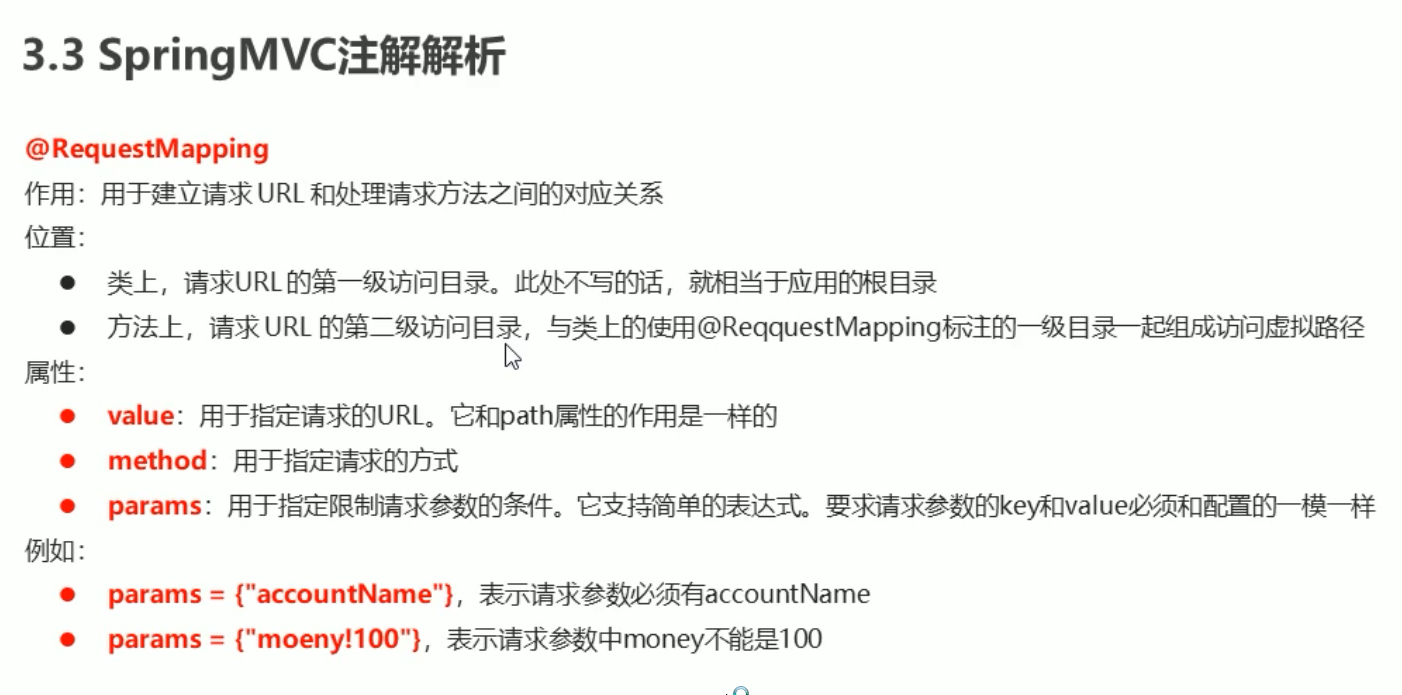 3.3 SpringMVC注解解析
@RequestMapping
作用：用于建立请求 URL 和处理请求方法之间的对应关系
位置：
● 类上，请求URL的第一级访问目录。此处不写的话，就相当于应用的根目录
● 方法上，请求 URL 的第二级访问目录，与类上的使用@ReqquestMapping标注的一级目录一起组成访问虚拟路径
属性：
● value：用于指定请求的URL。它和path属性的作用是一样的
● method：用于指定请求的方式
● params：用于指定限制请求参数的条件。它支持简单的表达式。要求请求参数的key和value必须和配置的一模一样
例如：
● params = {"accountName"}，表示请求参数必须有accountName
● params = {"moeny!100"}，表示请求参数中money不能是100